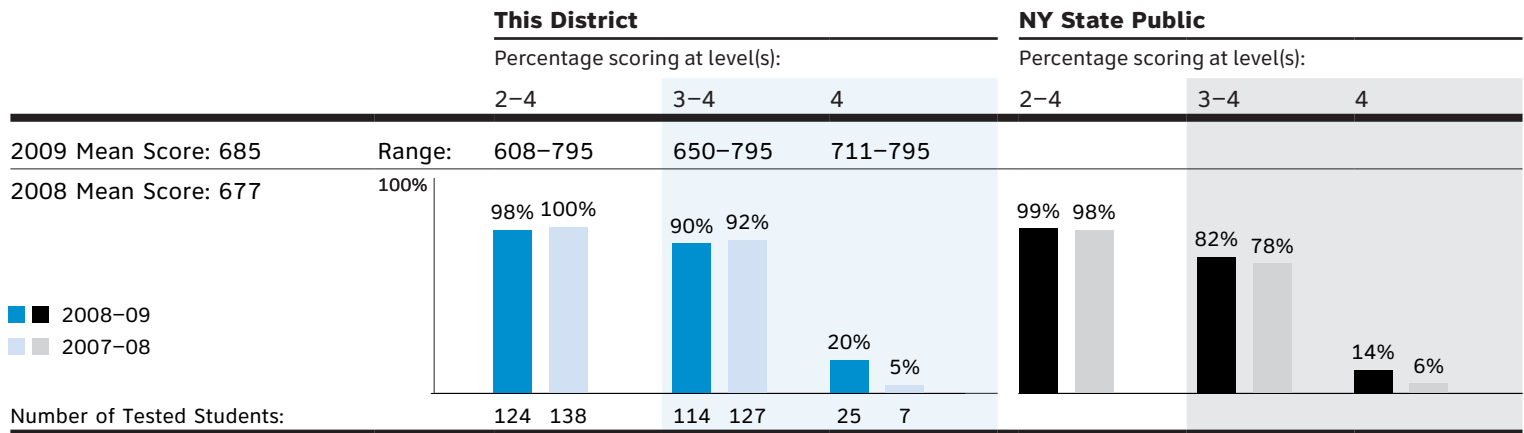 This District NY State Public
Percentage scoring at level(s): Percentage scoring at level(s):
2–4 3–4 4 2–4 3–4 4
2009 Mean Score: 685 Range: 608–795 650–795 711–795
2008 Mean Score: 677 100%
98% 100% 90% 92% 20% 5% 99% 98% 82% 78% 14% 6%
2008–09
2007–08
Number of Tested Students: 124 138 114 127 25 7